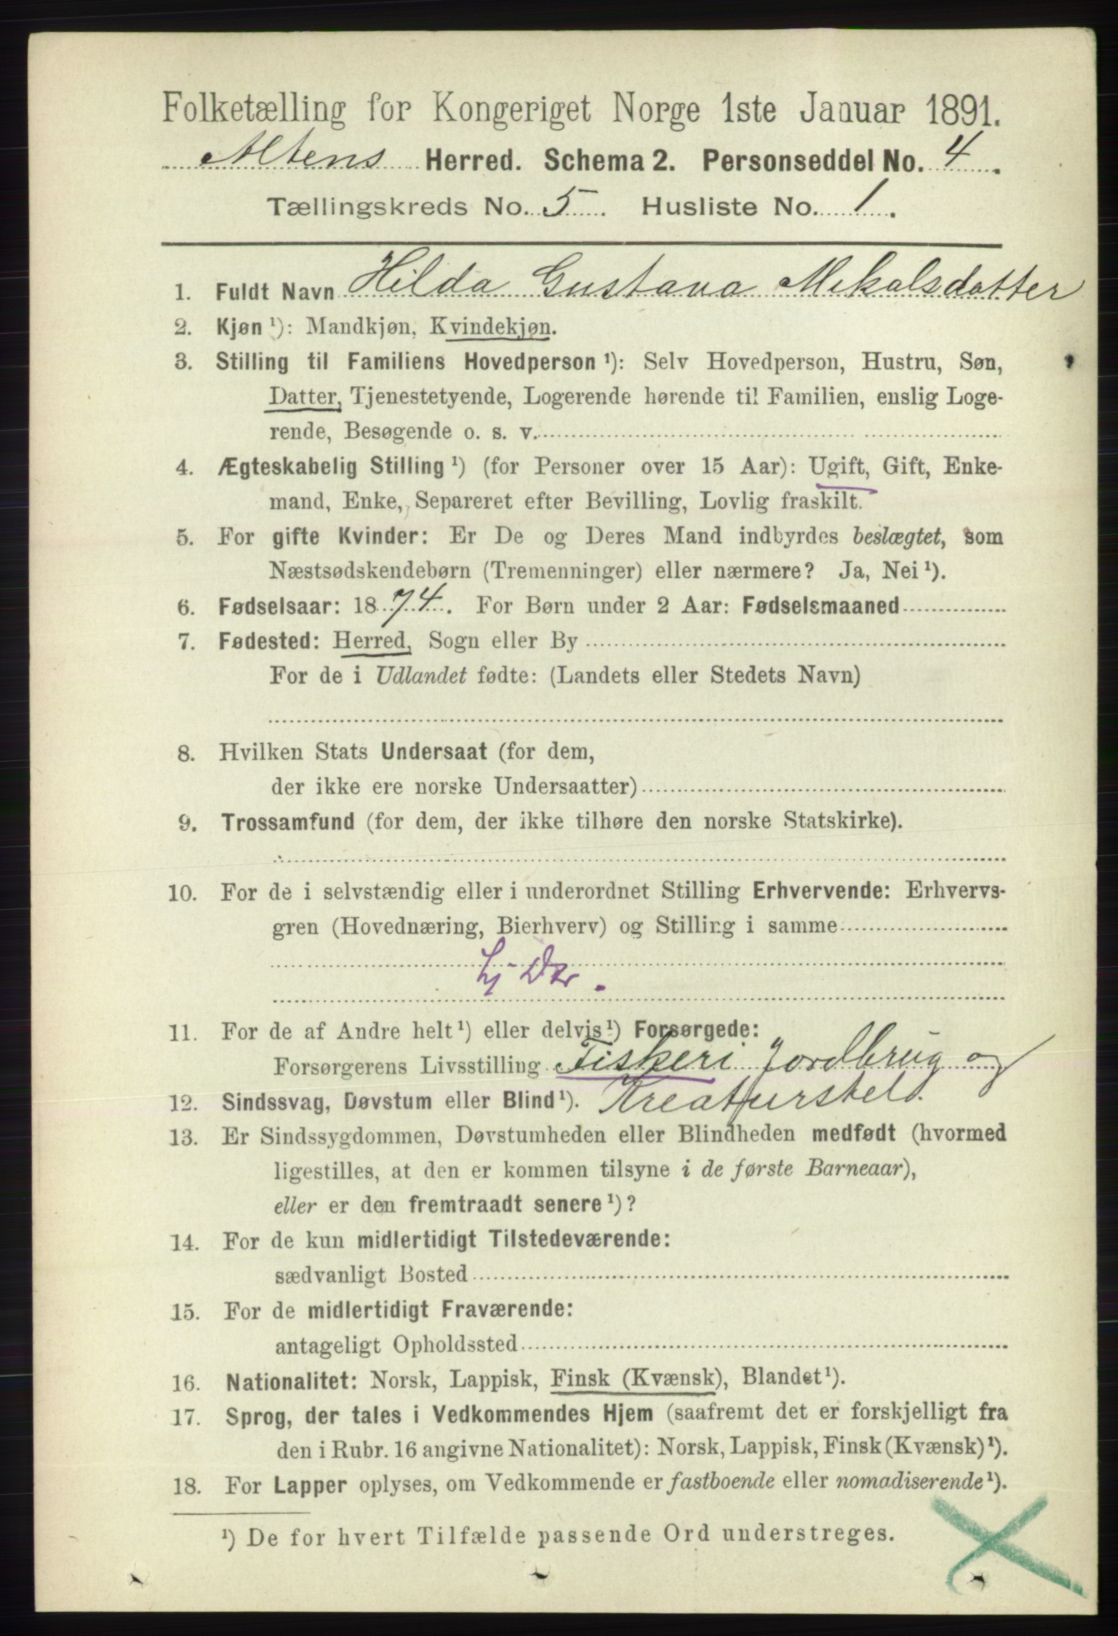 Folketælling for Kongeriget Norge 1ste Januar 1891.
Altens Herred. Schema 2. Personseddel No. 4.
Tællingskreds No. 5. Husliste No. 1.
1. Fuldt Navn Hilda Gustava Mikalsdatter
2. Kjøn ¹): Mandkjøn, Kvindekjøn.
3. Stilling til Familiens Hovedperson ¹): Selv Hovedperson, Hustru, Søn,
Datter, Tjenestetyende, Logerende hørende til Familien, enslig Loge-
rende, Besøgende o. s. v.
4. Ægteskabelig Stilling ¹) (for Personer over 15 Aar): Ugift, Gift, Enke-
mand, Enke, Separeret efter Bevilling, Lovlig fraskilt.
5. For gifte Kvinder: Er De og Deres Mand indbyrdes beslægtet, som
Næstsødskendebørn (Tremenninger) eller nærmere? Ja, Nei ¹).
6. Fødselsaar: 1874. For Børn under 2 Aar: Fødselsmaaned
7. Fødested: Herred, Sogn eller By
For de i Udlandet fødte: (Landets eller Stedets Navn)
8. Hvilken Stats Undersaat (for dem,
der ikke ere norske Undersaatter)
9. Trossamfund (for dem, der ikke tilhøre den norske Statskirke).
10. For de i selvstændig eller i underordnet Stilling Erhvervende: Erhvervs-
gren (Hovednæring, Bierhverv) og Stilling i samme
11. For de af Andre helt ¹) eller delvis ¹) Forsørgede:
Forsørgerens Livsstilling Fiskeri Jordbrug og
12. Sindssvag, Døvstum eller Blind ¹). Kreatursteld.
13. Er Sindssygdommen, Døvstumheden eller Blindheden medfødt (hvormed
ligestilles, at den er kommen tilsyne i de første Barneaar),
eller er den fremtraadt senere ¹)?
14. For de kun midlertidigt Tilstedeværende:
sædvanligt Bosted
15. For de midlertidigt Fraværende:
antageligt Opholdssted
16. Nationalitet: Norsk, Lappisk, Finsk (Kvænsk), Blandet ¹).
17. Sprog, der tales i Vedkommendes Hjem (saafremt det er forskjelligt fra
den i Rubr. 16 angivne Nationalitet): Norsk, Lappisk, Finsk (Kvænsk) ¹).
18. For Lapper oplyses, om Vedkommende er fastboende eller nomadiserende ¹).
¹) De for hvert Tilfælde passende Ord understreges.